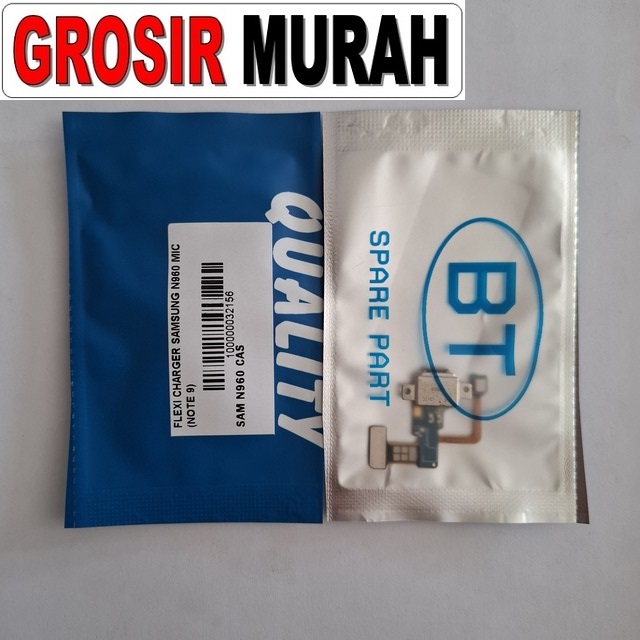 GROSIR MURAH
QUALITY
FLEXI CHARGER SAMSUNG N960 MIC
(NOTE 9)
100000032156
SAM N960 CAS
BT
SPARE PART